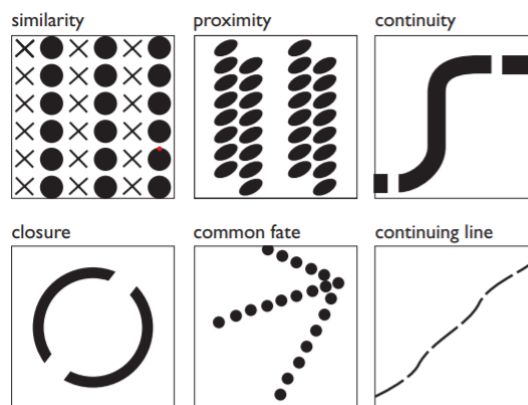 similarity
proximity
continuity
closure
common fate
continuing line